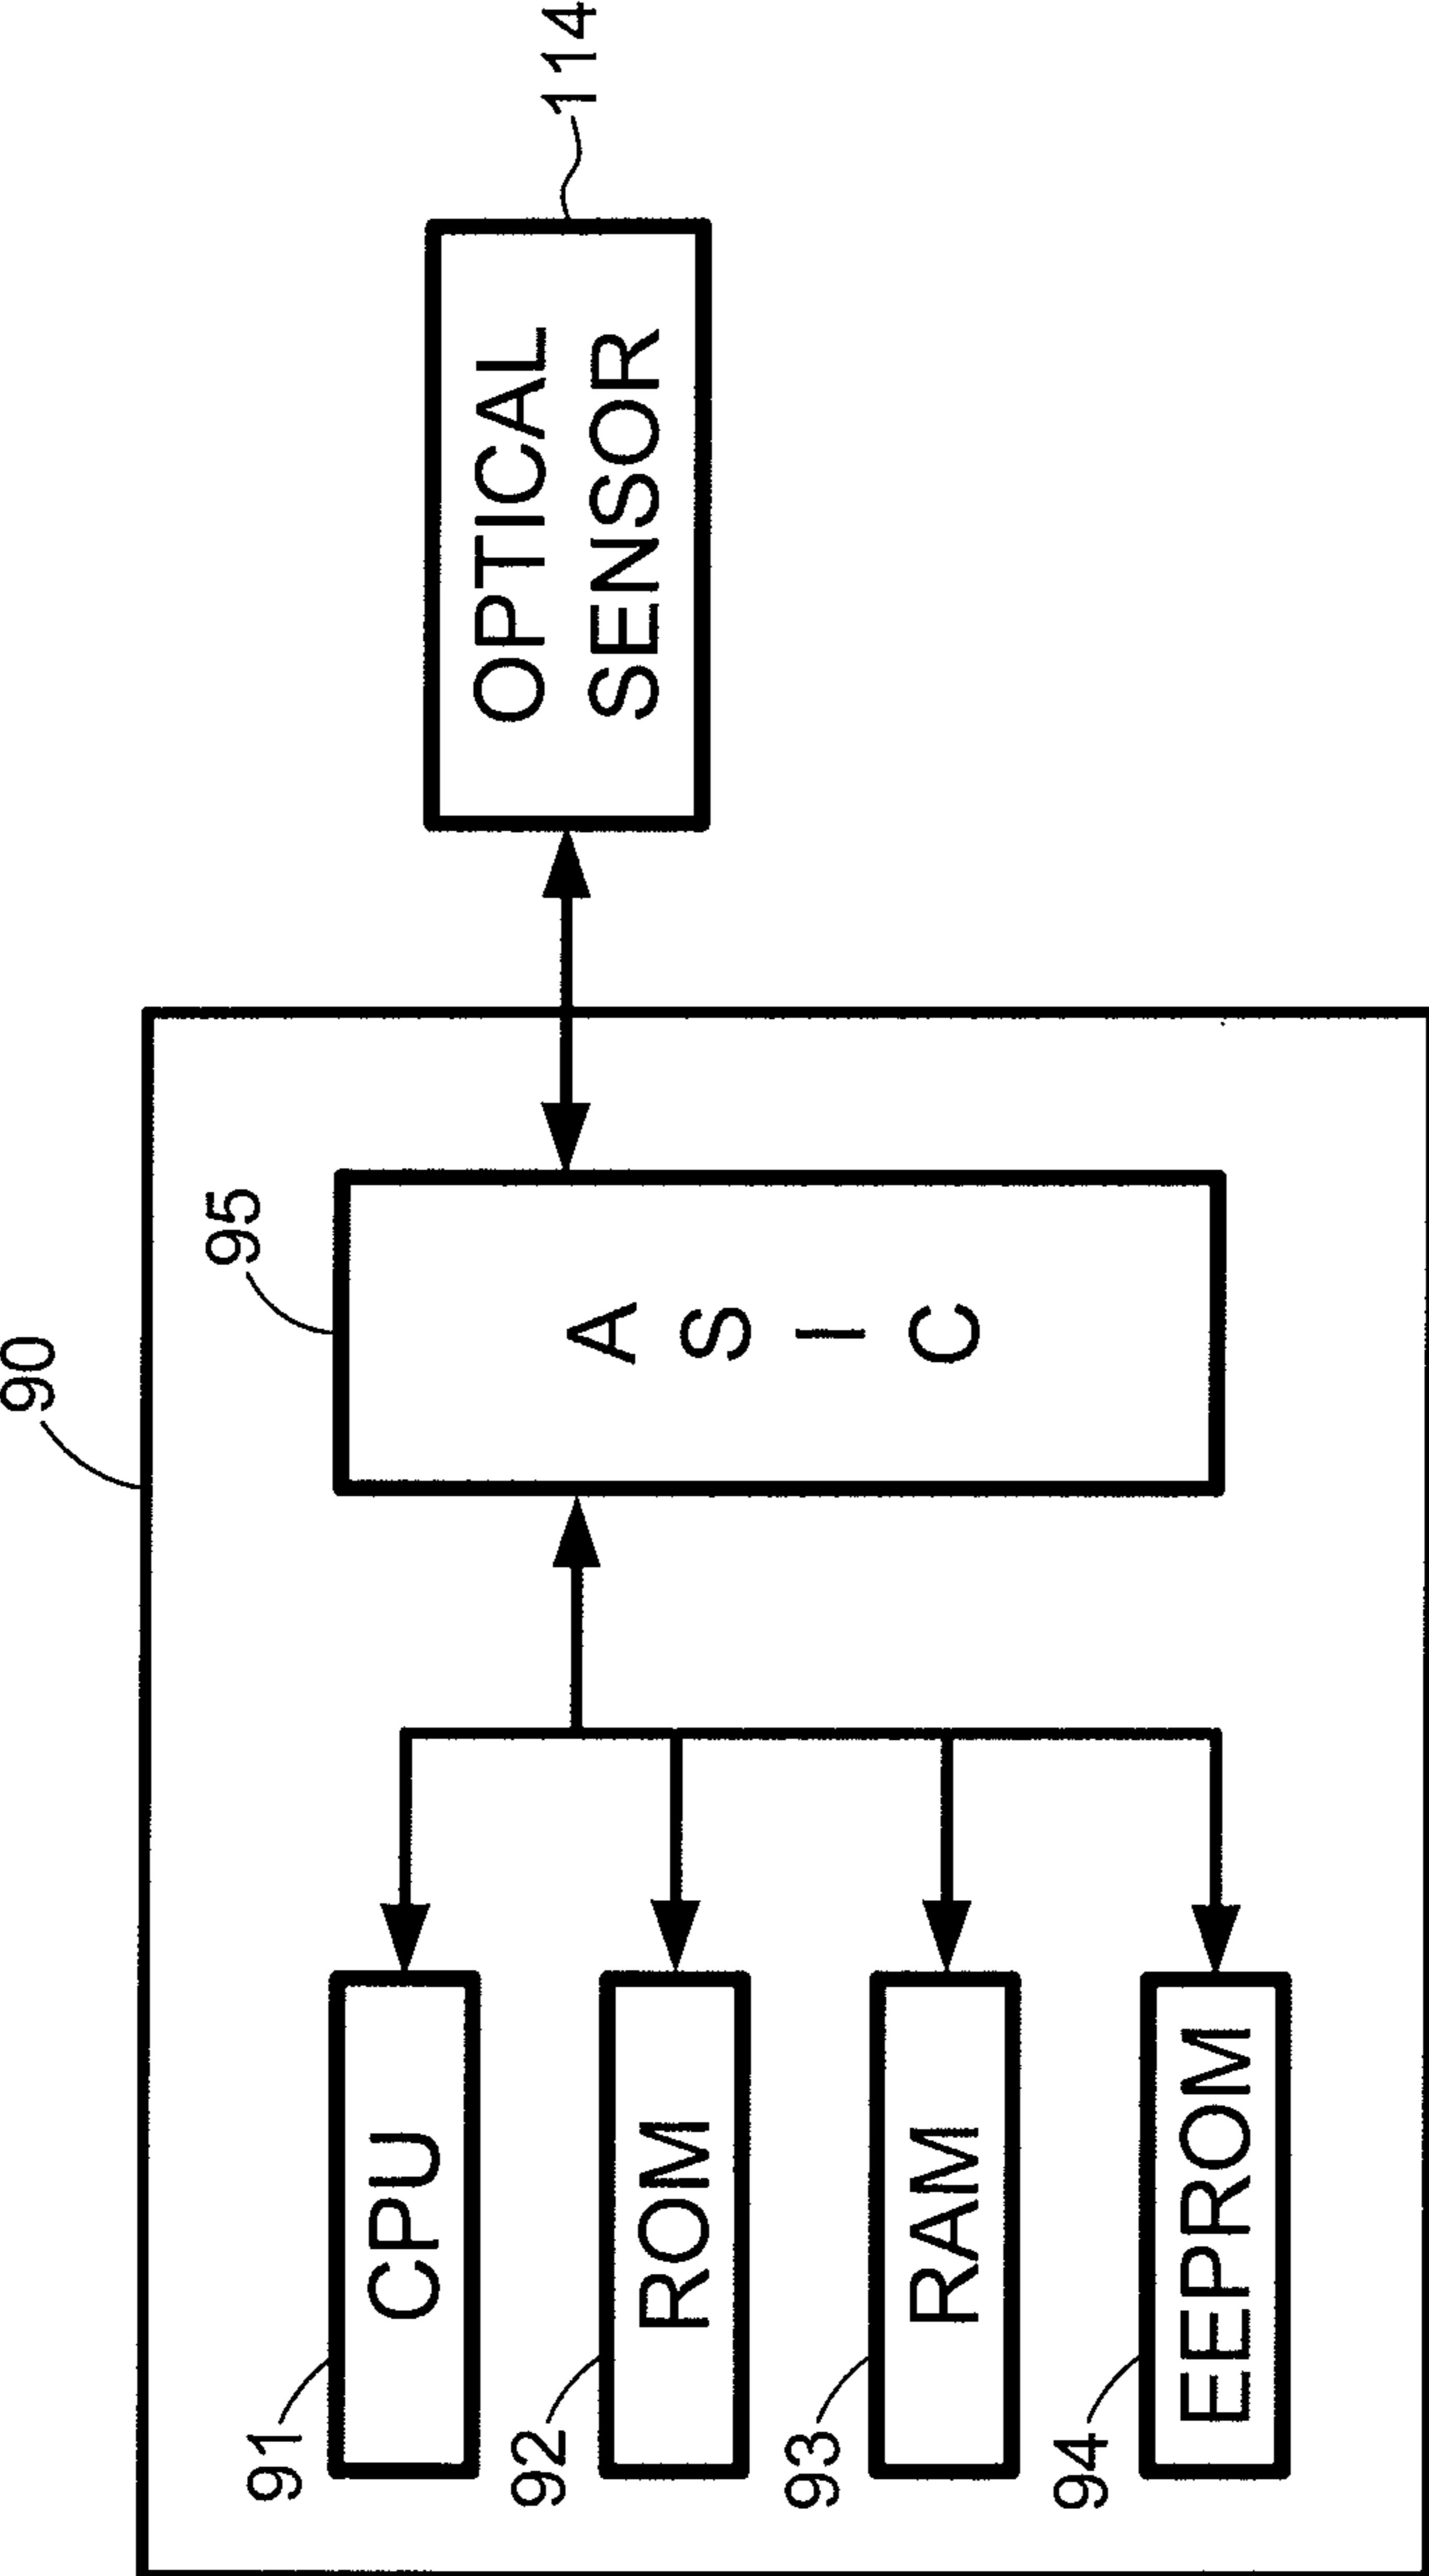 90
91
CPU
92
ROM
93
RAM
94
EEPROM
95
A
S
I
C
OPTICAL
SENSOR
114